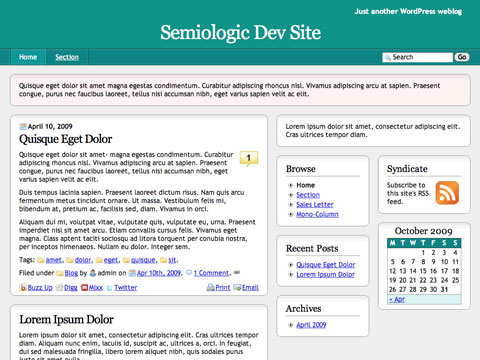 Just another WordPress weblog
Semiologic Dev Site
Home Section
Search Go
Quisque eget dolor sit amet magna egestas condimentum. Curabitur adipiscing rhoncus nisl. Vivamus adipiscing arcu at sapien. Praesent
congue, purus nec faucibus laoreet, tellus nisi accumsan nibh, eget varius sapien velit ac elit.
April 10, 2009
Quisque Eget Dolor
1
Quisque eget dolor sit amet- magna egestas condimentum. Curabitur
adipiscing rhoncus nisl. Vivamus adipiscing arcu at sapien. Praesent
congue, purus nec faucibus laoreet, tellus nisi accumsan nibh, eget
varius sapien velit ac elit.
Duis tempus lacinia sapien. Praesent laoreet dictum risus. Nam quis arcu
fermentum metus tincidunt ornare. Ut massa. Vestibulum felis mi,
bibendum at, pretium ac, facilisis sed, diam. Vivamus in orci.
Aliquam dui mi, volutpat vitae, vulputate quis, vulputate eu, urna. Praesent
imperdiet nisi sit amet arcu. Etiam convallis cursus felis. Vivamus eget
magna. Class aptent taciti sociosqu ad litora torquent per conubia nostra,
per inceptos himenaeos. Nullam eu dolor. Integer sem.
Tags: amet, dolor, eget, quisque, sit.
Filed under Blog by admin on Apr 10th, 2009. 1 Comment.
Buzz Up Digg Mixx Twitter Print Email
Lorem Ipsum Dolor
Lorem ipsum dolor sit amet, consectetur adipiscing elit. Cras ultrices tempor diam.
Aliquam enim nunc, iaculis id, suscipit ac, ultrices a, orci. In feugiat, dui
sed malesuada fringilla, libero lorem aliquet nibh, quis sodales purus
justo sit amet nisl.
Lorem ipsum dolor sit amet, consectetur adipiscing elit.
Cras ultrices tempor diam.
Browse
Home
Section
Sales Letter
Mono-Column
Recent Posts
Quisque Eget Dolor
Lorem Ipsum Dolor
Archives
April 2009
Syndicate
Subscribe to
this site's RSS
feed.
October 2009
M T W T F S S
1 2 3 4
5 6 7 8 9 10 11
12 13 14 15 16 17 18
19 20 21 22 23 24 25
26 27 28 29 30 31
« Apr